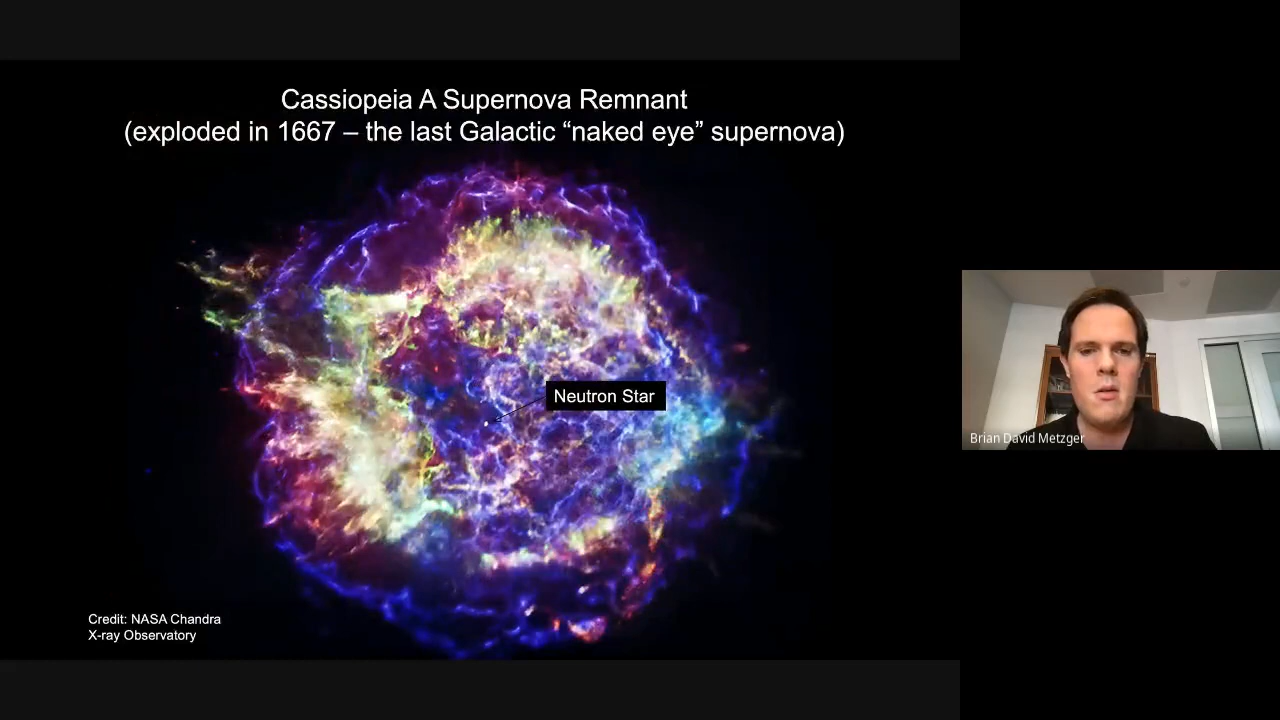 Cassiopeia A Supernova Remnant
(exploded in 1667 – the last Galactic “naked eye” supernova)
Neutron Star
Credit: NASA Chandra
X-ray Observatory
Brian David Metzger